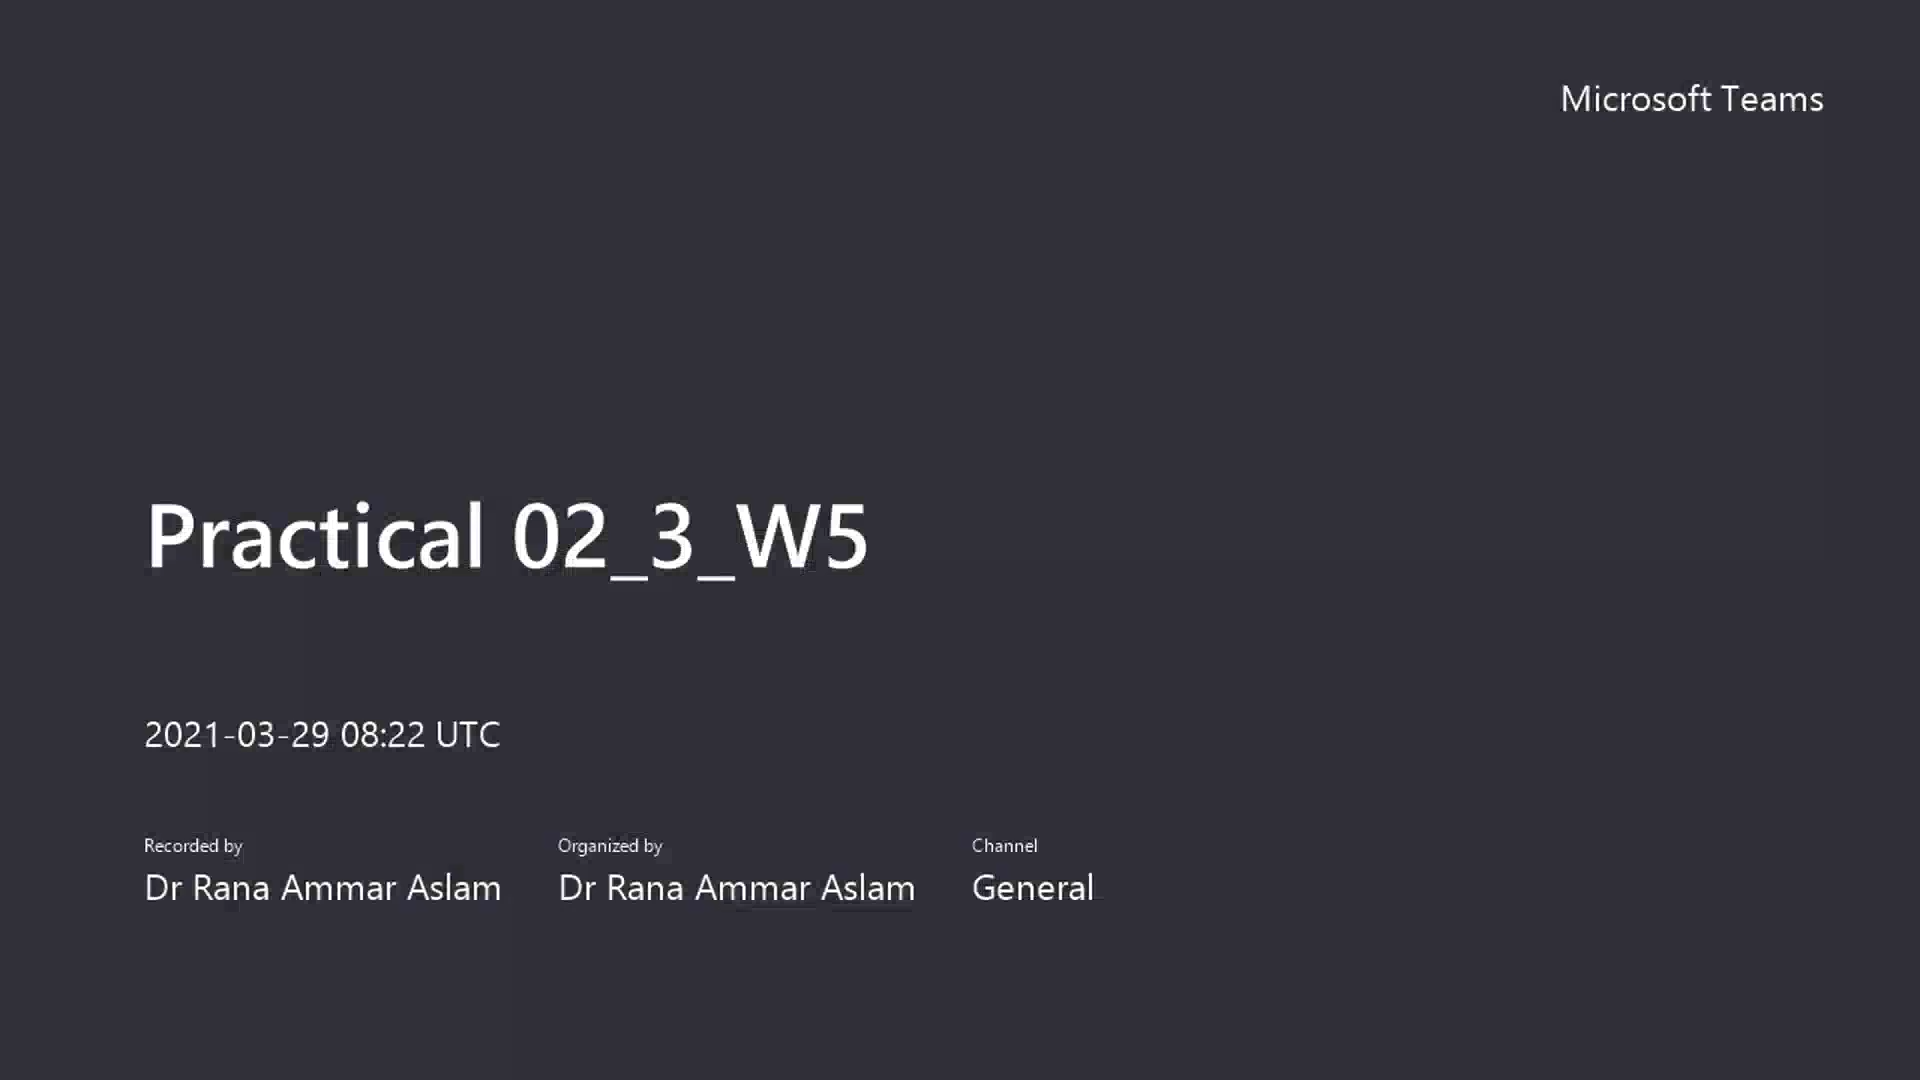 Microsoft Teams
Practical 02_3_W5
2021-03-29 08:22 UTC
Recorded by
Dr Rana Ammar Aslam
Organized by
Dr Rana Ammar Aslam
Channel
General